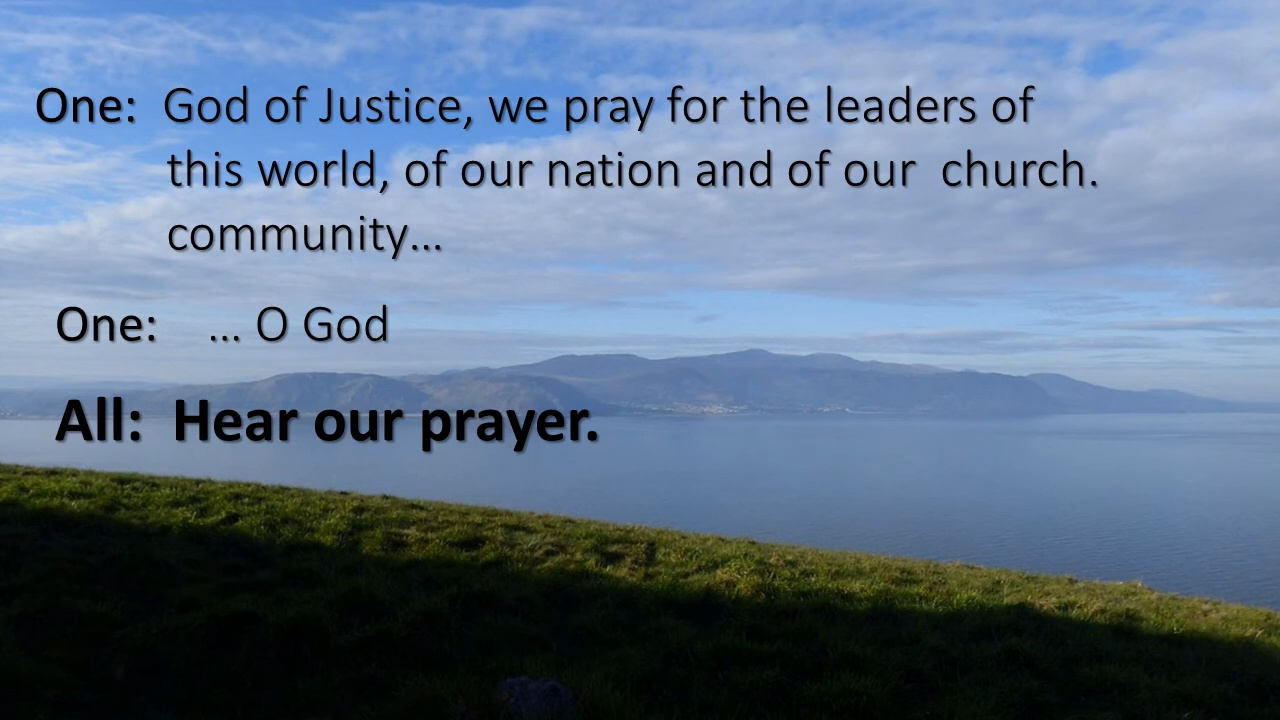 One:  God of Justice, we pray for the leaders of
this world, of our nation and of our  church.
community…
One:    … O God
All:  Hear our prayer.